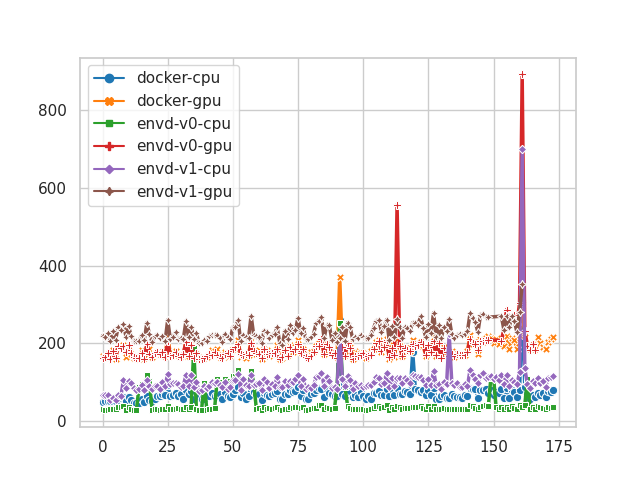 docker-cpu
docker-gpu
envd-v0-cpu
envd-v0-gpu
envd-v1-cpu
envd-v1-gpu
800
600
400
200
0
0 25 50 75 100 125 150 175